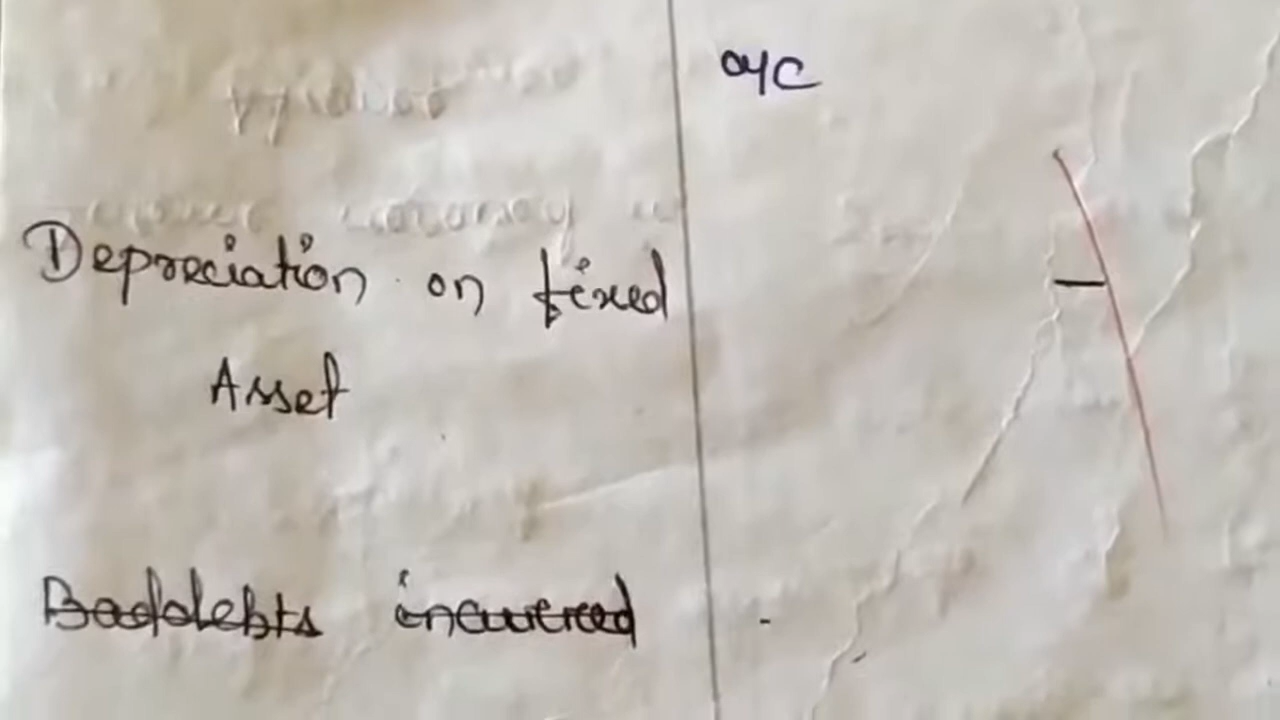 a/c
Depreciation on fixed
Asset
Baddebts incurred